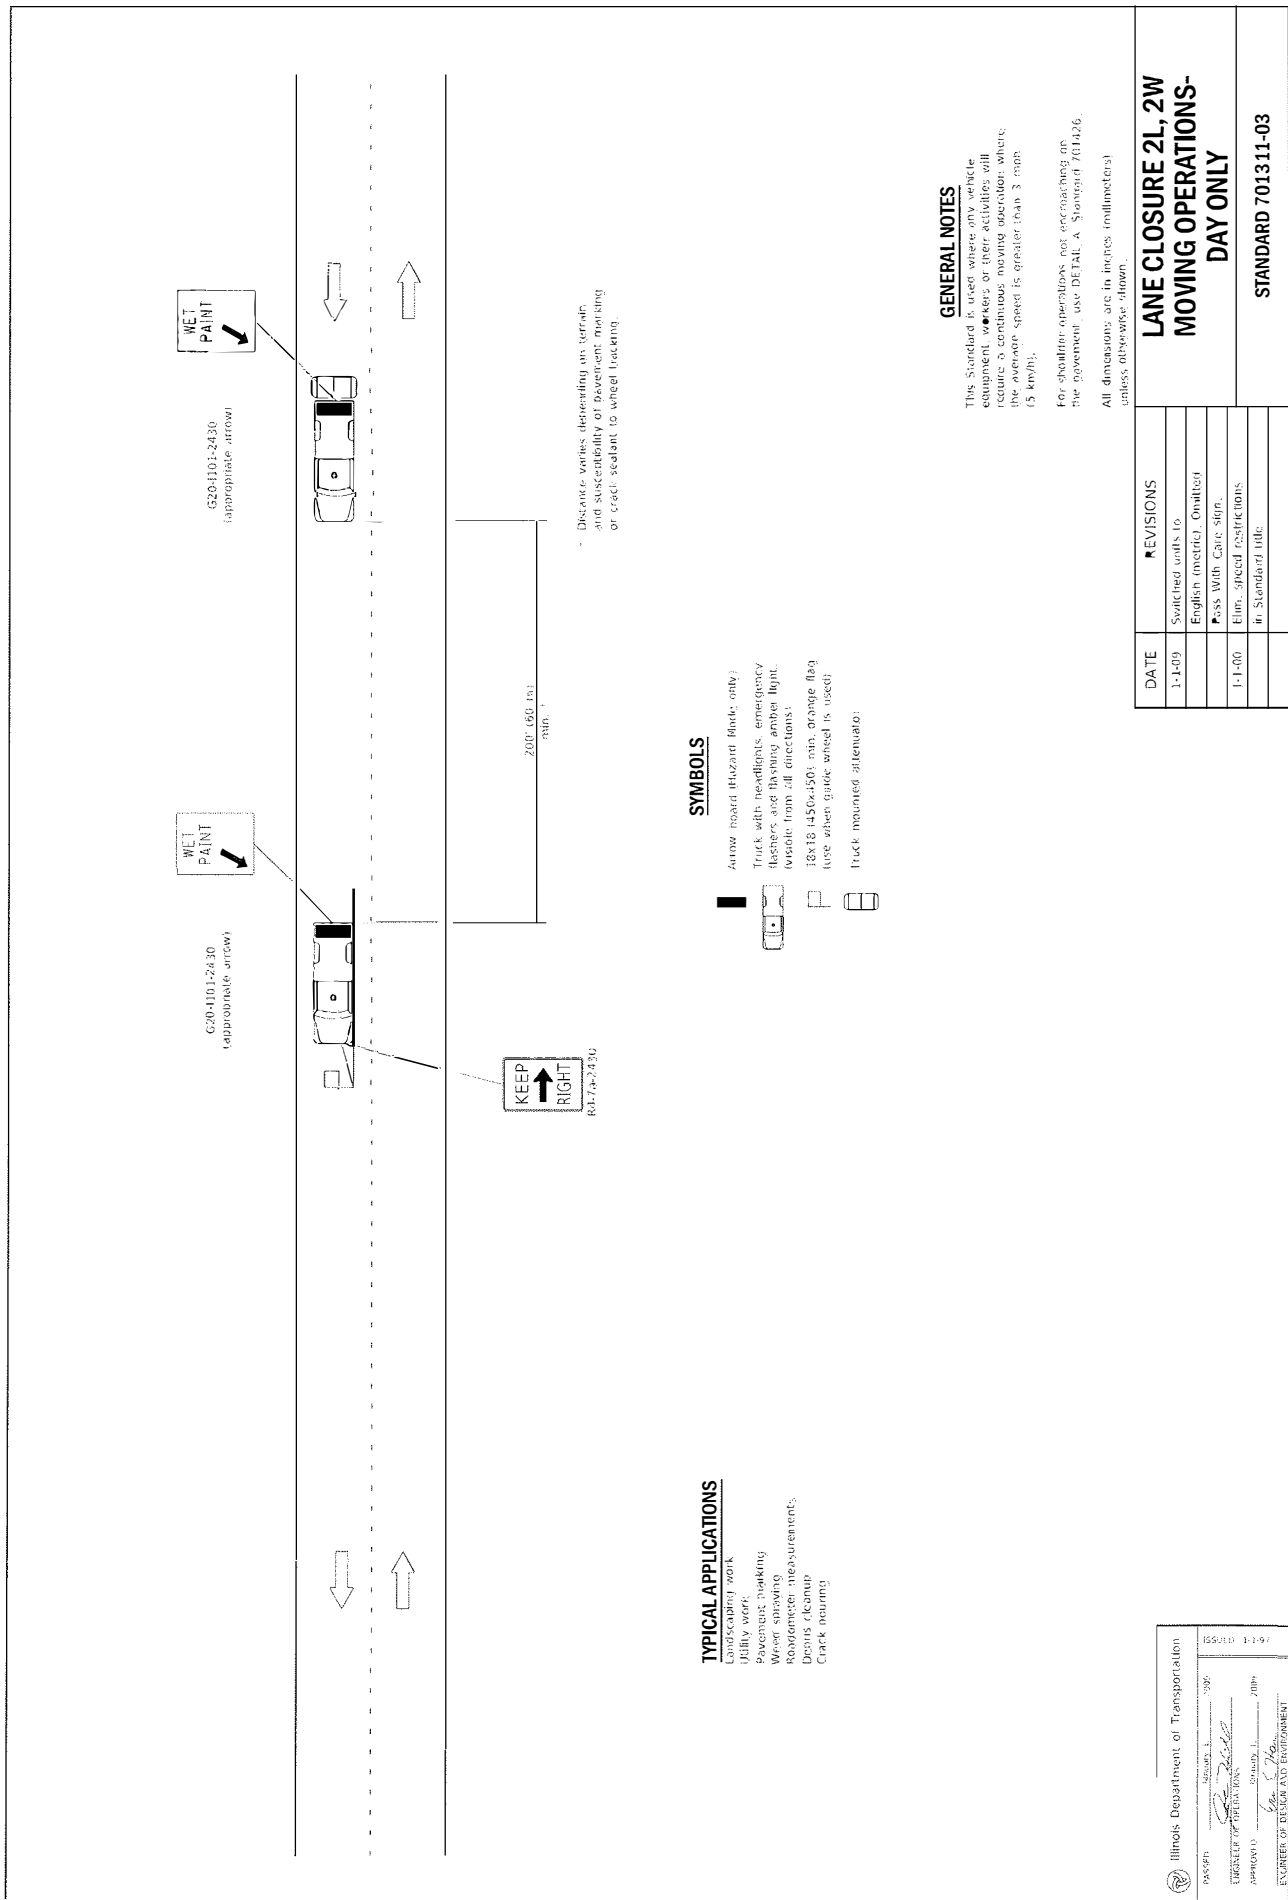 WET
PAINT
WET
PAINT
G20-I101-2430
(appropriate arrow)
G20-I101-2430
(appropriate arrow)
KEEP
RIGHT
R4-7a-2430
200' (60 m)
min. *
* Distance varies depending on terrain
and susceptibility of pavement marking
or crack sealant to wheel tracking.
TYPICAL APPLICATIONS
Landscaping work
Utility work
Pavement marking
Weed spraying
Roadometer measurements
Debris cleanup
Crack pouring
SYMBOLS
Arrow board (Hazard Mode only)
Truck with headlights, emergency
flashers and flashing amber light.
(visible from all directions)
18x18 (450x450) min. orange flag
(use when guide wheel is used)
Truck mounted attenuator
GENERAL NOTES
This Standard is used where any vehicle,
equipment, workers or their activities will
require a continuous moving operation where
the average speed is greater than 3 mph
(5 km/h).
For shoulder operations not encroaching on
the pavement, use DETAIL A, Standard 701426.
All dimensions are in inches (millimeters)
unless otherwise shown.
Illinois Department of Transportation
PASSED January 1, 2009
ENGINEER OF OPERATIONS
APPROVED January 1, 2009
ENGINEER OF DESIGN AND ENVIRONMENT
ISSUED 1-1-97
DATE REVISIONS
1-1-09 Switched units to
English (metric). Omitted
Pass With Care sign.
1-1-00 Elim. speed restrictions
in Standard title
LANE CLOSURE 2L, 2W
MOVING OPERATIONS-
DAY ONLY
STANDARD 701311-03